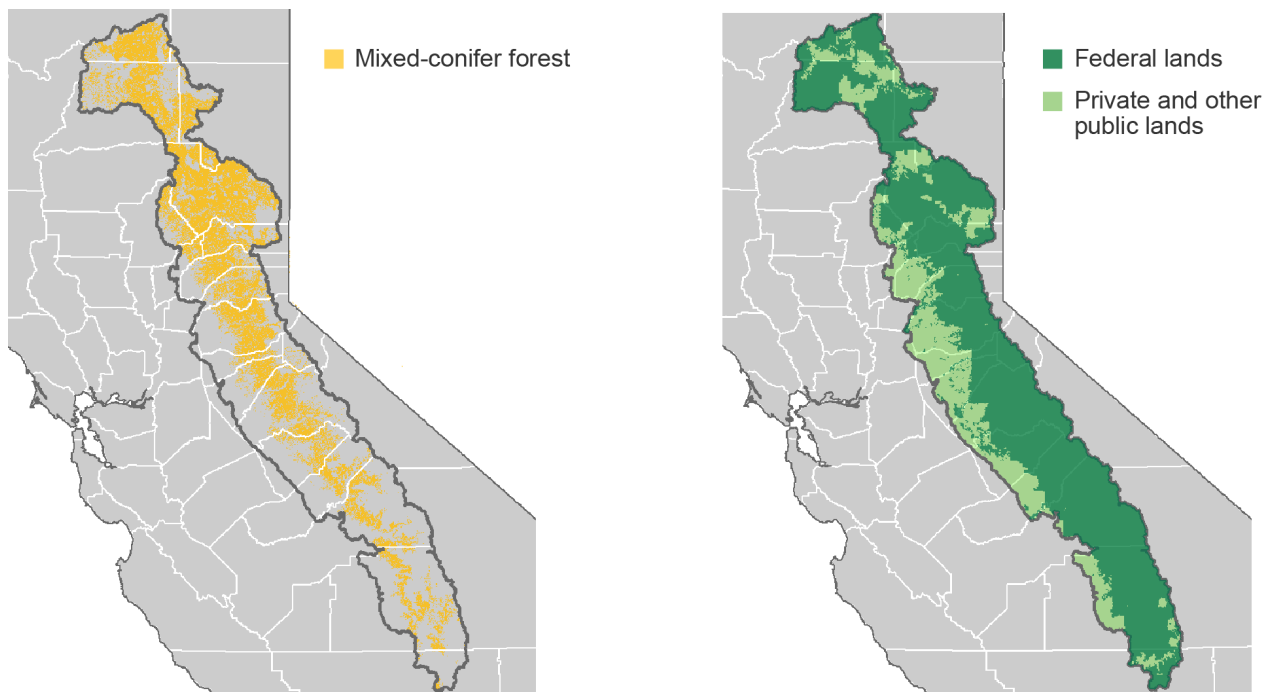 Mixed-conifer forest
Federal lands
Private and other
public lands